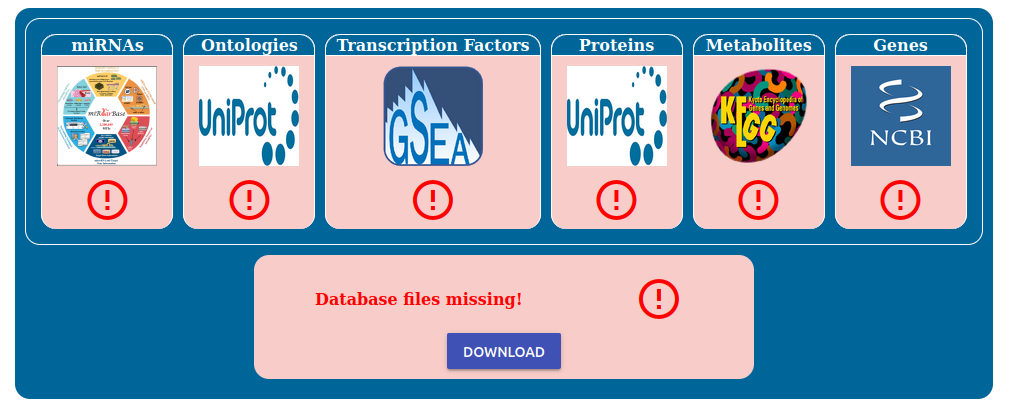 miRNAs
Ontologies
Transcription Factors
Proteins
Metabolites
Genes
UniProt
GSEA
UniProt
KEGG
Kyoto Encyclopedia of
Genes and Genomes
NCBI
Database files missing!
DOWNLOAD